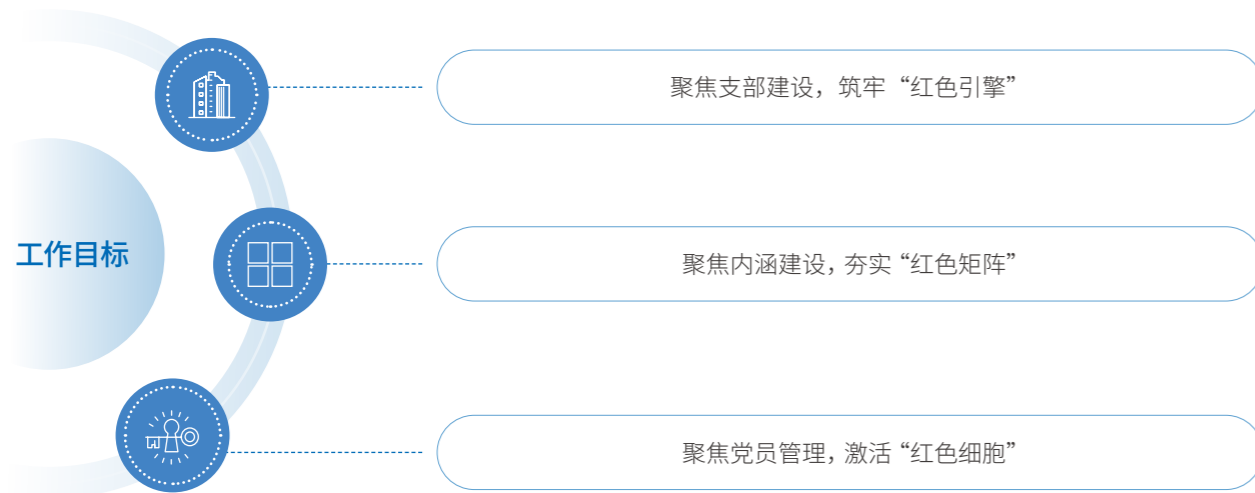 工作目标
聚焦支部建设，筑牢“红色引擎”
聚焦内涵建设，夯实“红色矩阵”
聚焦党员管理，激活“红色细胞”